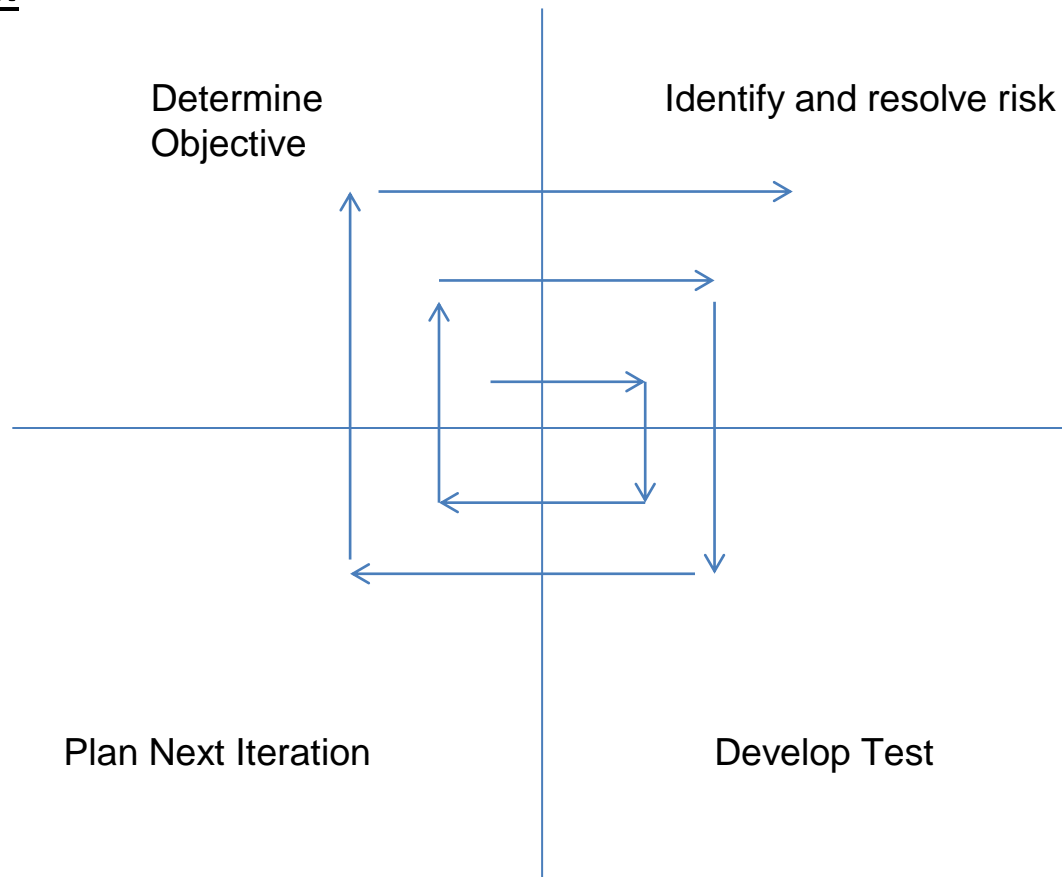 Determine
Objective
Identify and resolve risk
Plan Next Iteration
Develop Test